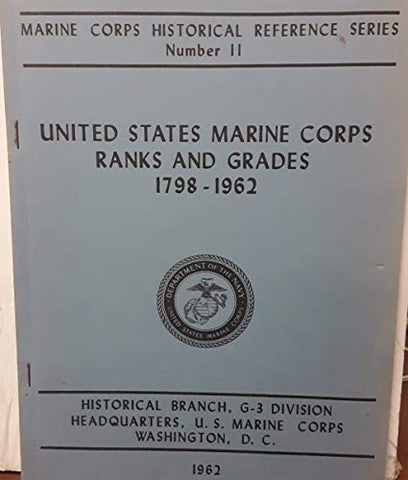 MARINE CORPS HISTORICAL REFERENCE SERIES
Number 11
UNITED STATES MARINE CORPS
RANKS AND GRADES
1798 - 1962
DEPARTMENT OF THE NAVY
UNITED STATES MARINE CORPS
HISTORICAL BRANCH, G-3 DIVISION
HEADQUARTERS, U. S. MARINE CORPS
WASHINGTON, D. C.
1962